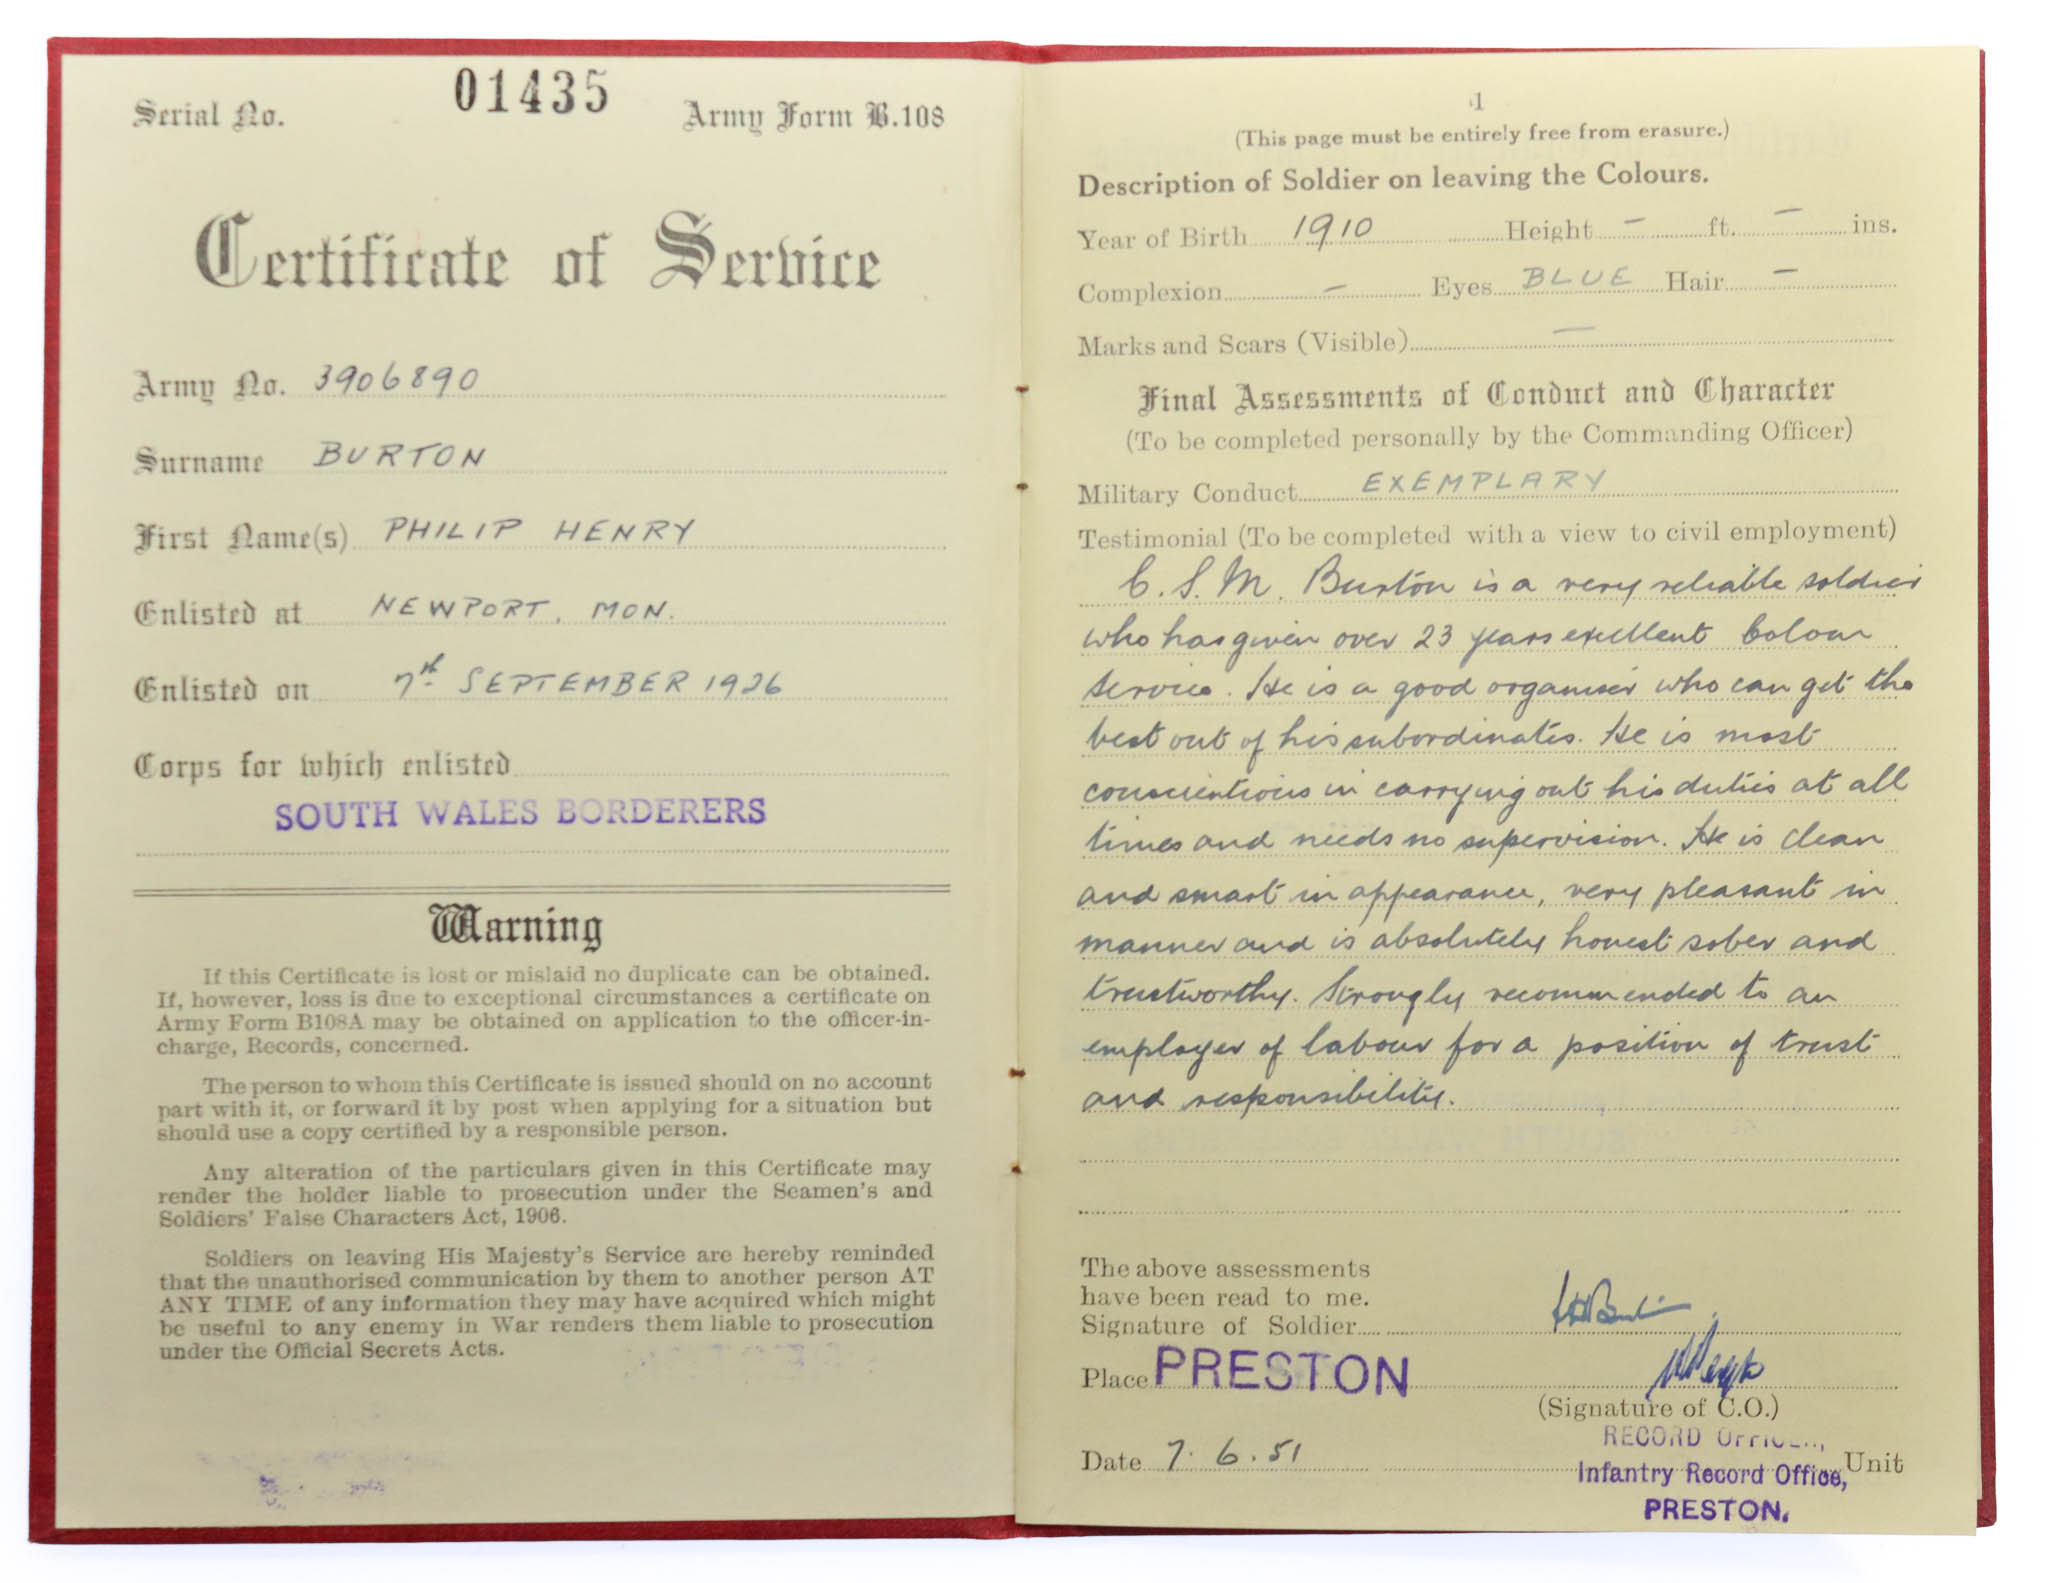 Serial No. 01435 Army Form B.108
Certificate of Service
Army No. 3906890
Surname BURTON
First Name(s) PHILIP HENRY
Enlisted at NEWPORT, MON.
Enlisted on 7th SEPTEMBER 1926
Corps for which enlisted
SOUTH WALES BORDERERS
Warning
If this Certificate is lost or mislaid no duplicate can be obtained.
If, however, loss is due to exceptional circumstances a certificate on
Army Form B108A may be obtained on application to the officer-in-
charge, Records, concerned.
The person to whom this Certificate is issued should on no account
part with it, or forward it by post when applying for a situation but
should use a copy certified by a responsible person.
Any alteration of the particulars given in this Certificate may
render the holder liable to prosecution under the Seamen's and
Soldiers' False Characters Act, 1906.
Soldiers on leaving His Majesty's Service are hereby reminded
that the unauthorised communication by them to another person AT
ANY TIME of any information they may have acquired which might
be useful to any enemy in War renders them liable to prosecution
under the Official Secrets Acts.
1
(This page must be entirely free from erasure.)
Description of Soldier on leaving the Colours.
Year of Birth 1910 Height – ft. – ins.
Complexion – Eyes BLUE Hair –
Marks and Scars (Visible) –
Final Assessments of Conduct and Character
(To be completed personally by the Commanding Officer)
Military Conduct EXEMPLARY
Testimonial (To be completed with a view to civil employment)
C.S.M. Burton is a very reliable soldier
who has given over 23 years excellent Colour
Service. He is a good organiser who can get the
best out of his subordinates. He is most
conscientious in carrying out his duties at all
times and needs no supervision. He is clean
and smart in appearance, very pleasant in
manner and is absolutely honest sober and
trustworthy. Strongly recommended to an
employer of labour for a position of trust
and responsibility.
The above assessments
have been read to me.
Signature of Soldier
Place PRESTON
(Signature of C.O.)
RECORD OFFICER,
Date 7.6.51 Unit
Infantry Record Office,
PRESTON.